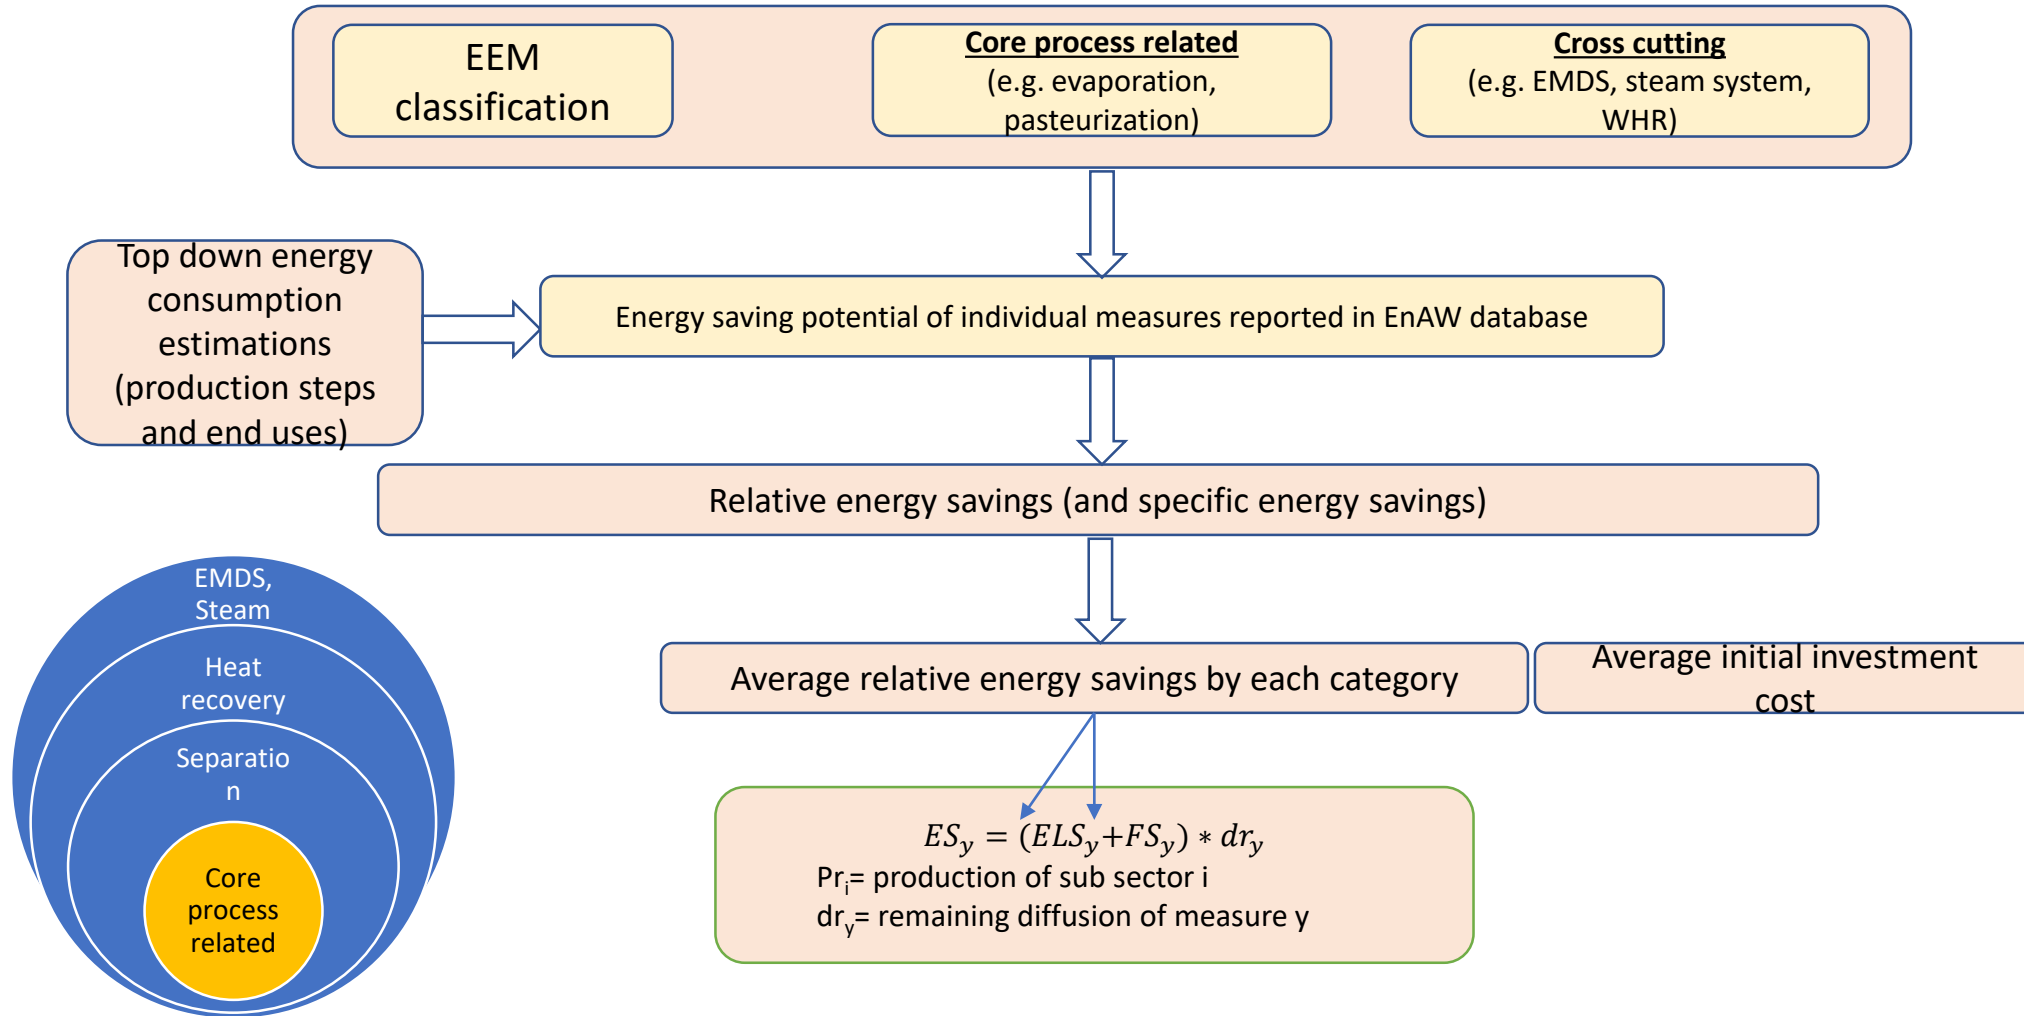 EEM
classification
Core process related
(e.g. evaporation,
pasteurization)
Cross cutting
(e.g. EMDS, steam system,
WHR)
Top down energy
consumption
estimations
(production steps
and end uses)
Energy saving potential of individual measures reported in EnAW database
Relative energy savings (and specific energy savings)
Average relative energy savings by each category
Average initial investment
cost
EMDS,
Steam
Heat
recovery
Separatio
n
Core
process
related
ES_y = (ELS_y+FS_y) ∗ dr_y
Pr_i= production of sub sector i
dr_y= remaining diffusion of measure y